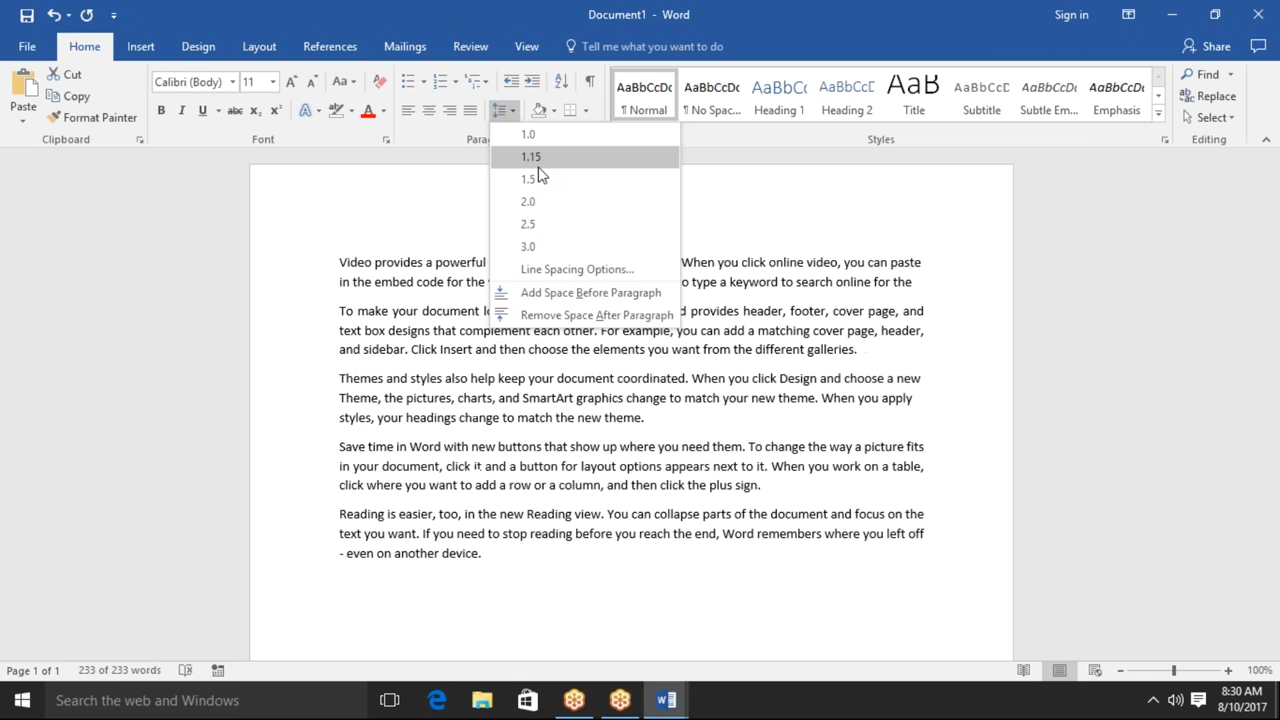 Document1 - Word
Sign in
File Home Insert Design Layout References Mailings Review View Tell me what you want to do Share
Paste
Cut
Copy
Format Painter
Clipboard
Calibri (Body) 11 Aa
B I U abc x₂ x² A A
Font
Para
AaBbCcDc AaBbCcDc AaBbCc AaBbCcE AaB AaBbCcD AaBbCcDc AaBbCcDc
¶ Normal ¶ No Spac... Heading 1 Heading 2 Title Subtitle Subtle Em... Emphasis
Styles
Find
Replace
Select
Editing
1.0
1.15
1.5
2.0
2.5
3.0
Line Spacing Options...
Add Space Before Paragraph
Remove Space After Paragraph
Video provides a powerful When you click online video, you can paste
in the embed code for the o type a keyword to search online for the
To make your document l d provides header, footer, cover page, and
text box designs that complement each other. For example, you can add a matching cover page, header,
and sidebar. Click Insert and then choose the elements you want from the different galleries.
Themes and styles also help keep your document coordinated. When you click Design and choose a new
Theme, the pictures, charts, and SmartArt graphics change to match your new theme. When you apply
styles, your headings change to match the new theme.
Save time in Word with new buttons that show up where you need them. To change the way a picture fits
in your document, click it and a button for layout options appears next to it. When you work on a table,
click where you want to add a row or a column, and then click the plus sign.
Reading is easier, too, in the new Reading view. You can collapse parts of the document and focus on the
text you want. If you need to stop reading before you reach the end, Word remembers where you left off
- even on another device.
Page 1 of 1 233 of 233 words 100%
Search the web and Windows
8:30 AM
8/10/2017